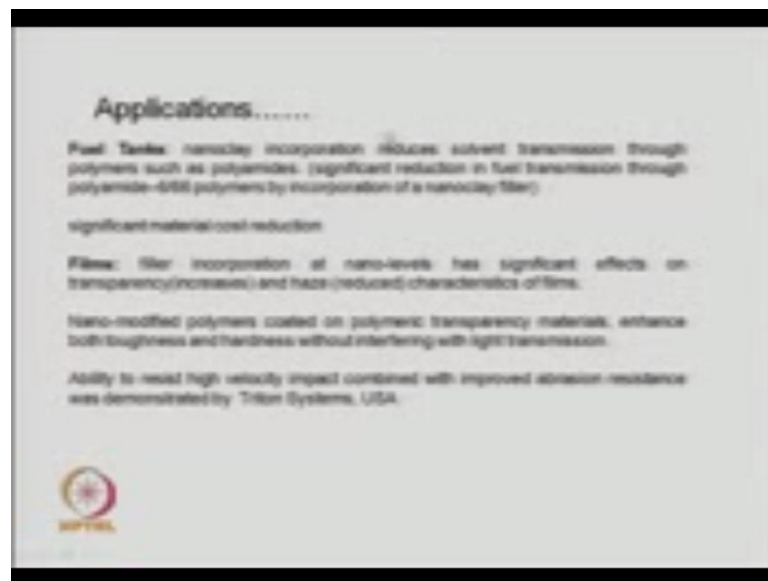 Applications......
Fuel Tanks: nanoclay incorporation reduces solvent transmission through
polymers such as polyamides. (significant reduction in fuel transmission through
polyamide–6/66 polymers by incorporation of a nanoclay filler)
significant material cost reduction
Films: filler incorporation at nano-levels has significant effects on
transparency(increases) and haze (reduced) characteristics of films.
Nano-modified polymers coated on polymeric transparency materials, enhance
both toughness and hardness without interfering with light transmission.
Ability to resist high velocity impact combined with improved abrasion resistance
was demonstrated by Triton Systems, USA
NPTEL